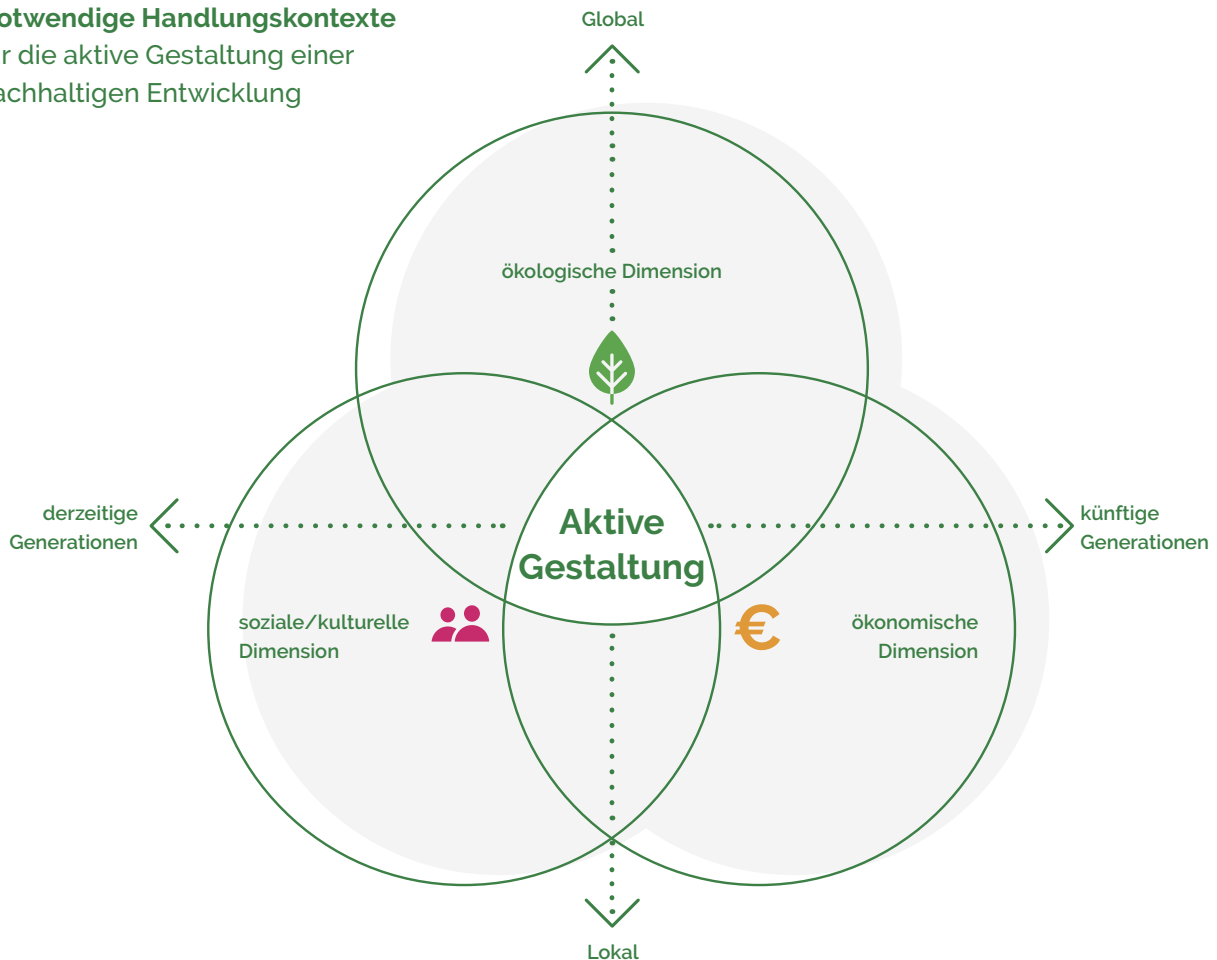 otwendige Handlungskontexte
r die aktive Gestaltung einer
achhaltigen Entwicklung
Global
ökologische Dimension
derzeitige
Generationen
künftige
Generationen
Aktive
Gestaltung
soziale/kulturelle
Dimension
€
ökonomische
Dimension
Lokal